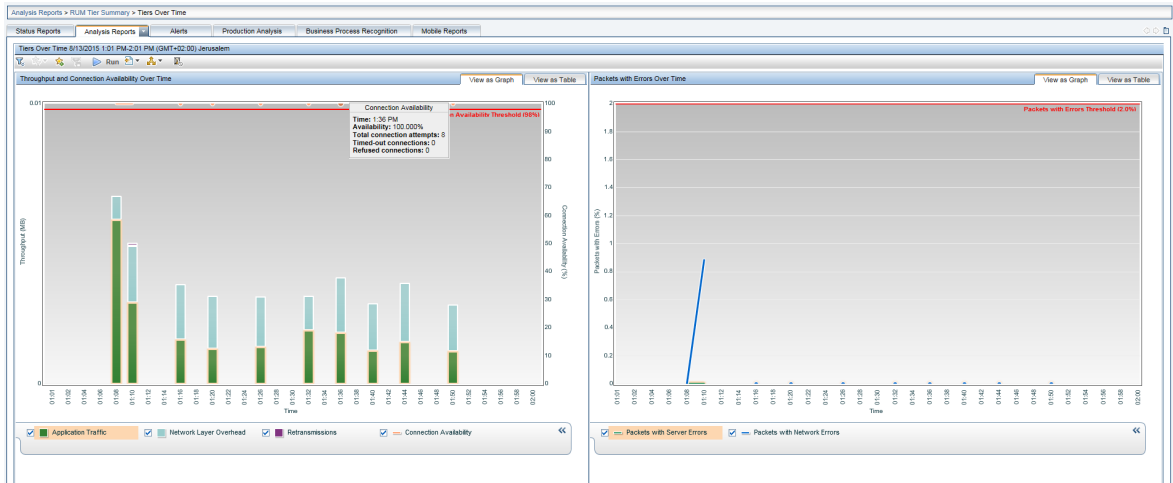 Analysis Reports > RUM Tier Summary > Tiers Over Time
Status Reports Analysis Reports Alerts Production Analysis Business Process Recognition Mobile Reports
Tiers Over Time 8/13/2015 1:01 PM-2:01 PM (GMT+02:00) Jerusalem
Run
Throughput and Connection Availability Over Time
View as Graph View as Table
0.01
0
Throughput (MB)
Connection Availability
Time: 1:36 PM
Availability: 100.000%
Total connection attempts: 8
Timed-out connections: 0
Refused connections: 0
n Availability Threshold (98%)
100
90
80
70
60
50
40
30
20
10
0
Connection Availability (%)
01:01 01:02 01:04 01:06 01:08 01:10 01:12 01:14 01:16 01:18 01:20 01:22 01:24 01:26 01:28 01:30 01:32 01:34 01:36 01:38 01:40 01:42 01:44 01:46 01:48 01:50 01:52 01:54 01:56 01:58 02:00
Time
Application Traffic Network Layer Overhead Retransmissions Connection Availability
Packets with Errors Over Time
View as Graph View as Table
Packets with Errors Threshold (2.0%)
2
1.8
1.6
1.4
1.2
1
0.8
0.6
0.4
0.2
0
Packets with Errors (%)
01:01 01:02 01:04 01:06 01:08 01:10 01:12 01:14 01:16 01:18 01:20 01:22 01:24 01:26 01:28 01:30 01:32 01:34 01:36 01:38 01:40 01:42 01:44 01:46 01:48 01:50 01:52 01:54 01:56 01:58 02:00
Time
Packets with Server Errors Packets with Network Errors